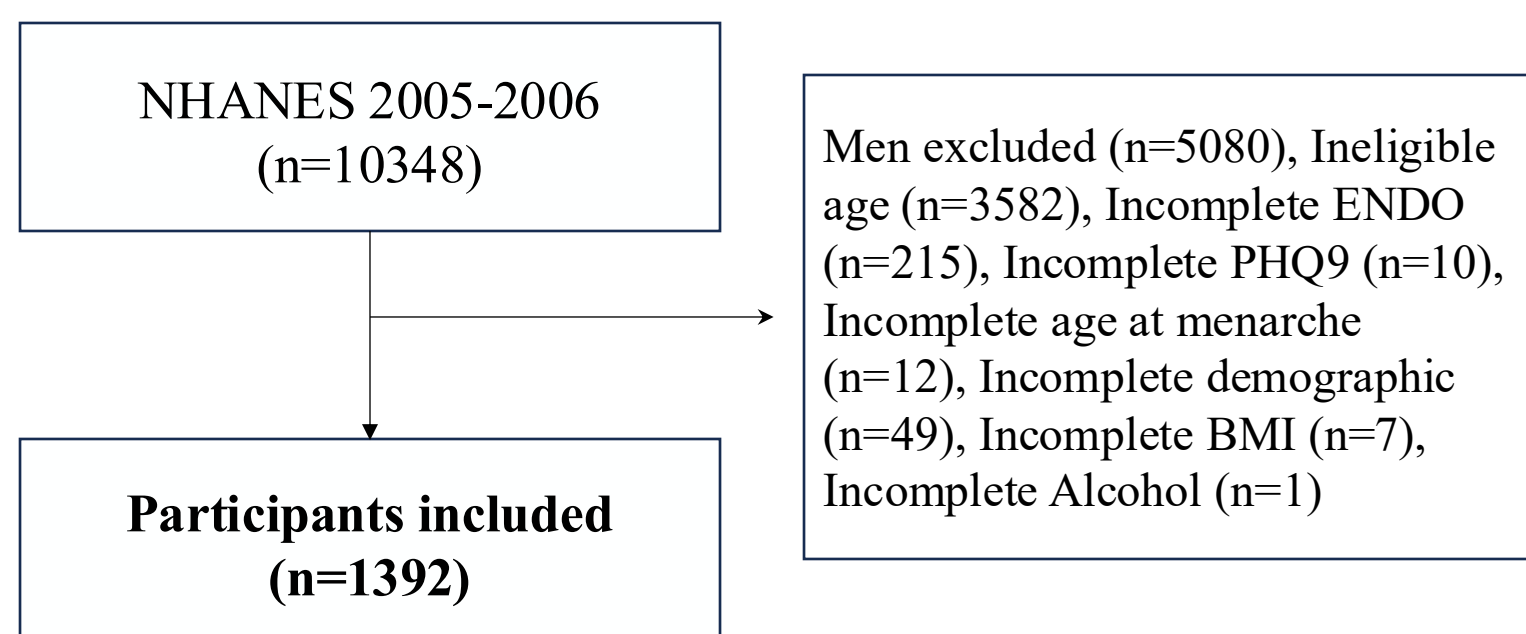 NHANES 2005-2006
(n=10348)
Men excluded (n=5080), Ineligible
age (n=3582), Incomplete ENDO
(n=215), Incomplete PHQ9 (n=10),
Incomplete age at menarche
(n=12), Incomplete demographic
(n=49), Incomplete BMI (n=7),
Incomplete Alcohol (n=1)
Participants included
(n=1392)